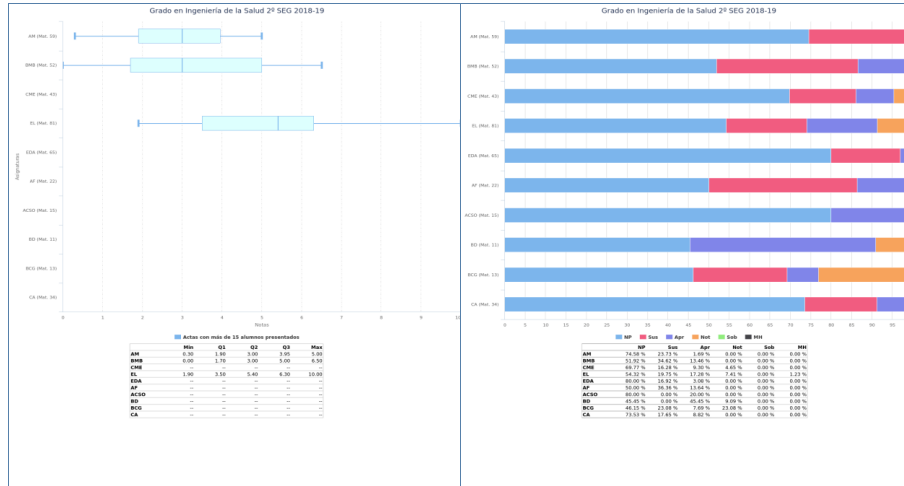 Grado en Ingeniería de la Salud 2º SEG 2018-19
AM (Mat. 59)
BMB (Mat. 52)
CME (Mat. 43)
EL (Mat. 81)
EDA (Mat. 65)
AF (Mat. 22)
ACSO (Mat. 15)
BD (Mat. 11)
BCG (Mat. 13)
CA (Mat. 34)
Asignaturas
0 1 2 3 4 5 6 7 8 9 10
Notas
Actas con más de 15 alumnos presentados
Min Q1 Q2 Q3 Max
AM 0.30 1.90 3.00 3.95 5.00
BMB 0.00 1.70 3.00 5.00 6.50
CME -- -- -- -- --
EL 1.90 3.50 5.40 6.30 10.00
EDA -- -- -- -- --
AF -- -- -- -- --
ACSO -- -- -- -- --
BD -- -- -- -- --
BCG -- -- -- -- --
CA -- -- -- -- --
Grado en Ingeniería de la Salud 2º SEG 2018-19
AM (Mat. 59)
BMB (Mat. 52)
CME (Mat. 43)
EL (Mat. 81)
EDA (Mat. 65)
AF (Mat. 22)
ACSO (Mat. 15)
BD (Mat. 11)
BCG (Mat. 13)
CA (Mat. 34)
0 5 10 15 20 25 30 35 40 45 50 55 60 65 70 75 80 85 90 95
NP Sus Apr Not Sob MH
NP Sus Apr Not Sob MH
AM 74.58 % 23.73 % 1.69 % 0.00 % 0.00 % 0.00 %
BMB 51.92 % 34.62 % 13.46 % 0.00 % 0.00 % 0.00 %
CME 69.77 % 16.28 % 9.30 % 4.65 % 0.00 % 0.00 %
EL 54.32 % 19.75 % 17.28 % 7.41 % 0.00 % 1.23 %
EDA 80.00 % 16.92 % 3.08 % 0.00 % 0.00 % 0.00 %
AF 50.00 % 36.36 % 13.64 % 0.00 % 0.00 % 0.00 %
ACSO 80.00 % 0.00 % 20.00 % 0.00 % 0.00 % 0.00 %
BD 45.45 % 0.00 % 45.45 % 9.09 % 0.00 % 0.00 %
BCG 46.15 % 23.08 % 7.69 % 23.08 % 0.00 % 0.00 %
CA 73.53 % 17.65 % 8.82 % 0.00 % 0.00 % 0.00 %